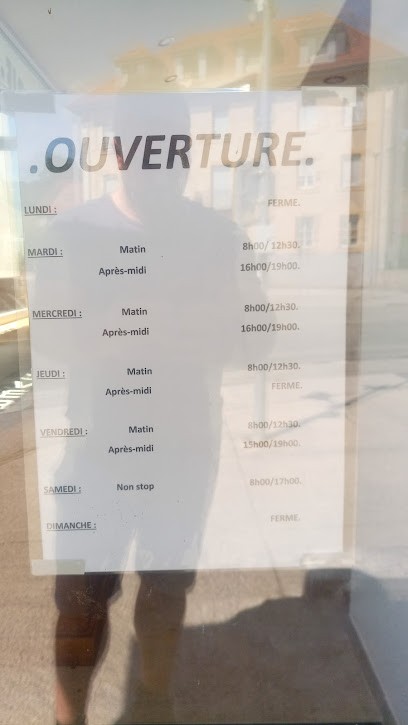 .OUVERTURE.
LUNDI : FERME.
MARDI : Matin 8h00/ 12h30.
Après-midi 16h00/19h00.
MERCREDI : Matin 8h00/12h30.
Après-midi 16h00/19h00.
JEUDI : Matin 8h00/12h30.
Après-midi FERME.
VENDREDI : Matin 8h00/12h30.
Après-midi 15h00/19h00.
SAMEDI : Non stop 8h00/17h00.
DIMANCHE : FERME.